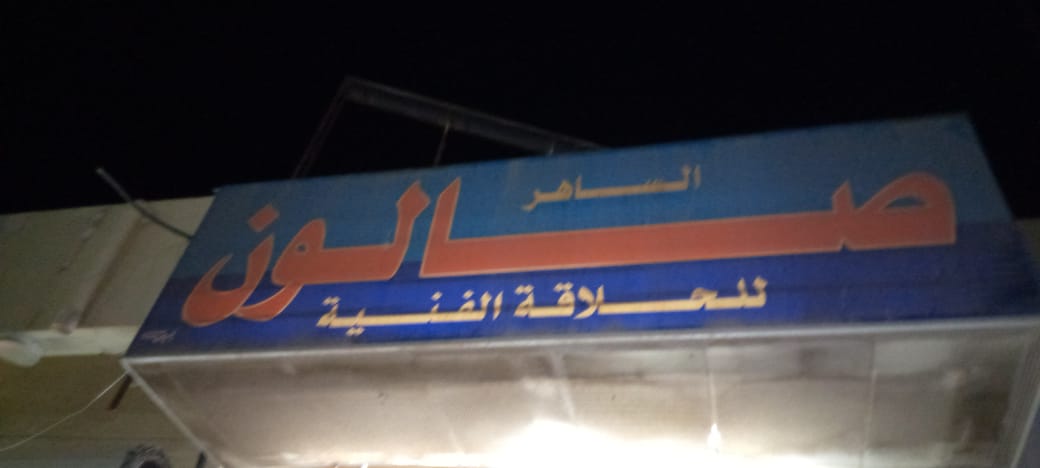 صالون
الساهر
للحلاقة الفنية